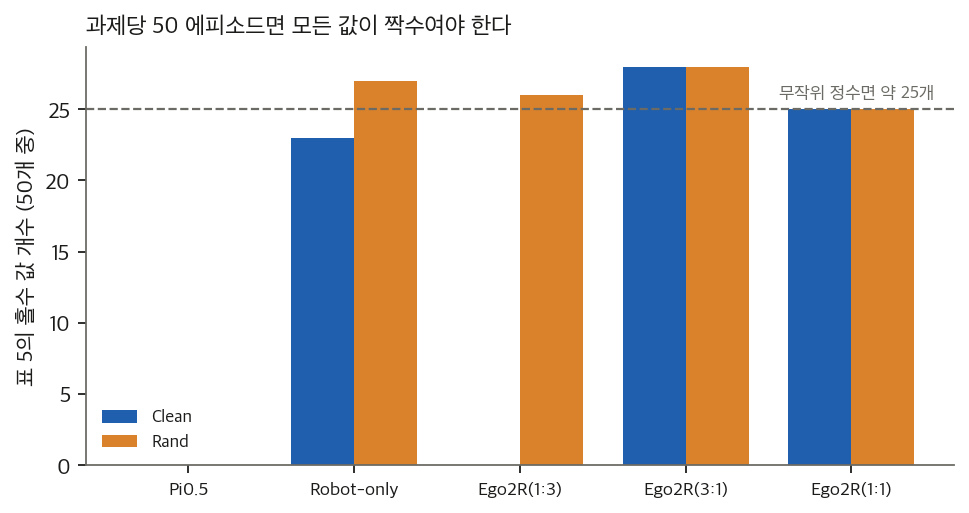 과제당 50 에피소드면 모든 값이 짝수여야 한다
표 5의 홀수 값 개수 (50개 중)
25
20
15
10
5
0
무작위 정수면 약 25개
Clean
Rand
Pi0.5
Robot-only
Ego2R(1:3)
Ego2R(3:1)
Ego2R(1:1)